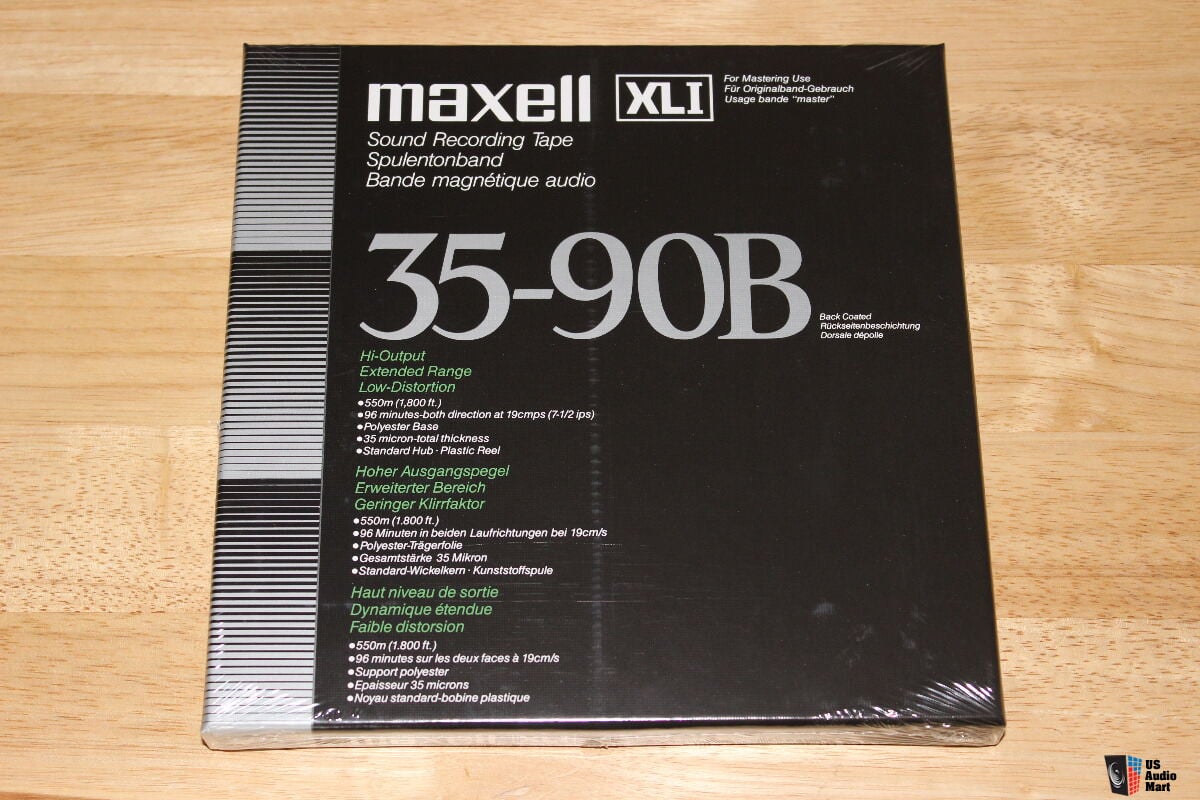 maxell XLI
For Mastering Use
Für Originalband-Gebrauch
Usage bande "master"
Sound Recording Tape
Spulentonband
Bande magnétique audio
35-90B
Back Coated
Rückseitenbeschichtung
Dorsale dépolie
Hi-Output
Extended Range
Low-Distortion
•550m (1,800 ft.)
•96 minutes-both direction at 19cmps (7-1/2 ips)
•Polyester Base
•35 micron-total thickness
•Standard Hub · Plastic Reel
Hoher Ausgangspegel
Erweiterter Bereich
Geringer Klirrfaktor
•550m (1.800 ft.)
•96 Minuten in beiden Laufrichtungen bei 19cm/s
•Polyester-Trägerfolie
•Gesamtstärke 35 Mikron
•Standard-Wickelkern · Kunststoffspule
Haut niveau de sortie
Dynamique étendue
Faible distorsion
•550m (1.800 ft.)
•96 minutes sur les deux faces à 19cm/s
•Support polyester
•Epaisseur 35 microns
•Noyau standard-bobine plastique
US
Audio
Mart